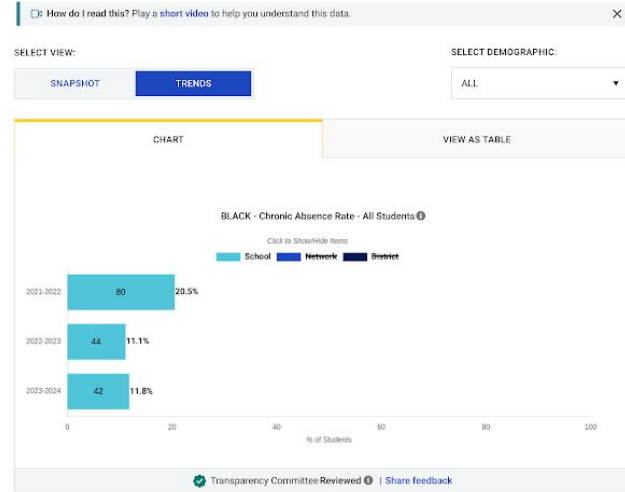 How do I read this? Play a short video to help you understand this data.
SELECT VIEW:
SELECT DEMOGRAPHIC:
SNAPSHOT
TRENDS
ALL
CHART
VIEW AS TABLE
BLACK - Chronic Absence Rate - All Students
Click to Show/Hide Items
School Network District
2021-2022 80 20.5%
2022-2023 44 11.1%
2023-2024 42 11.8%
0 20 40 60 80 100
% of Students
Transparency Committee Reviewed | Share feedback